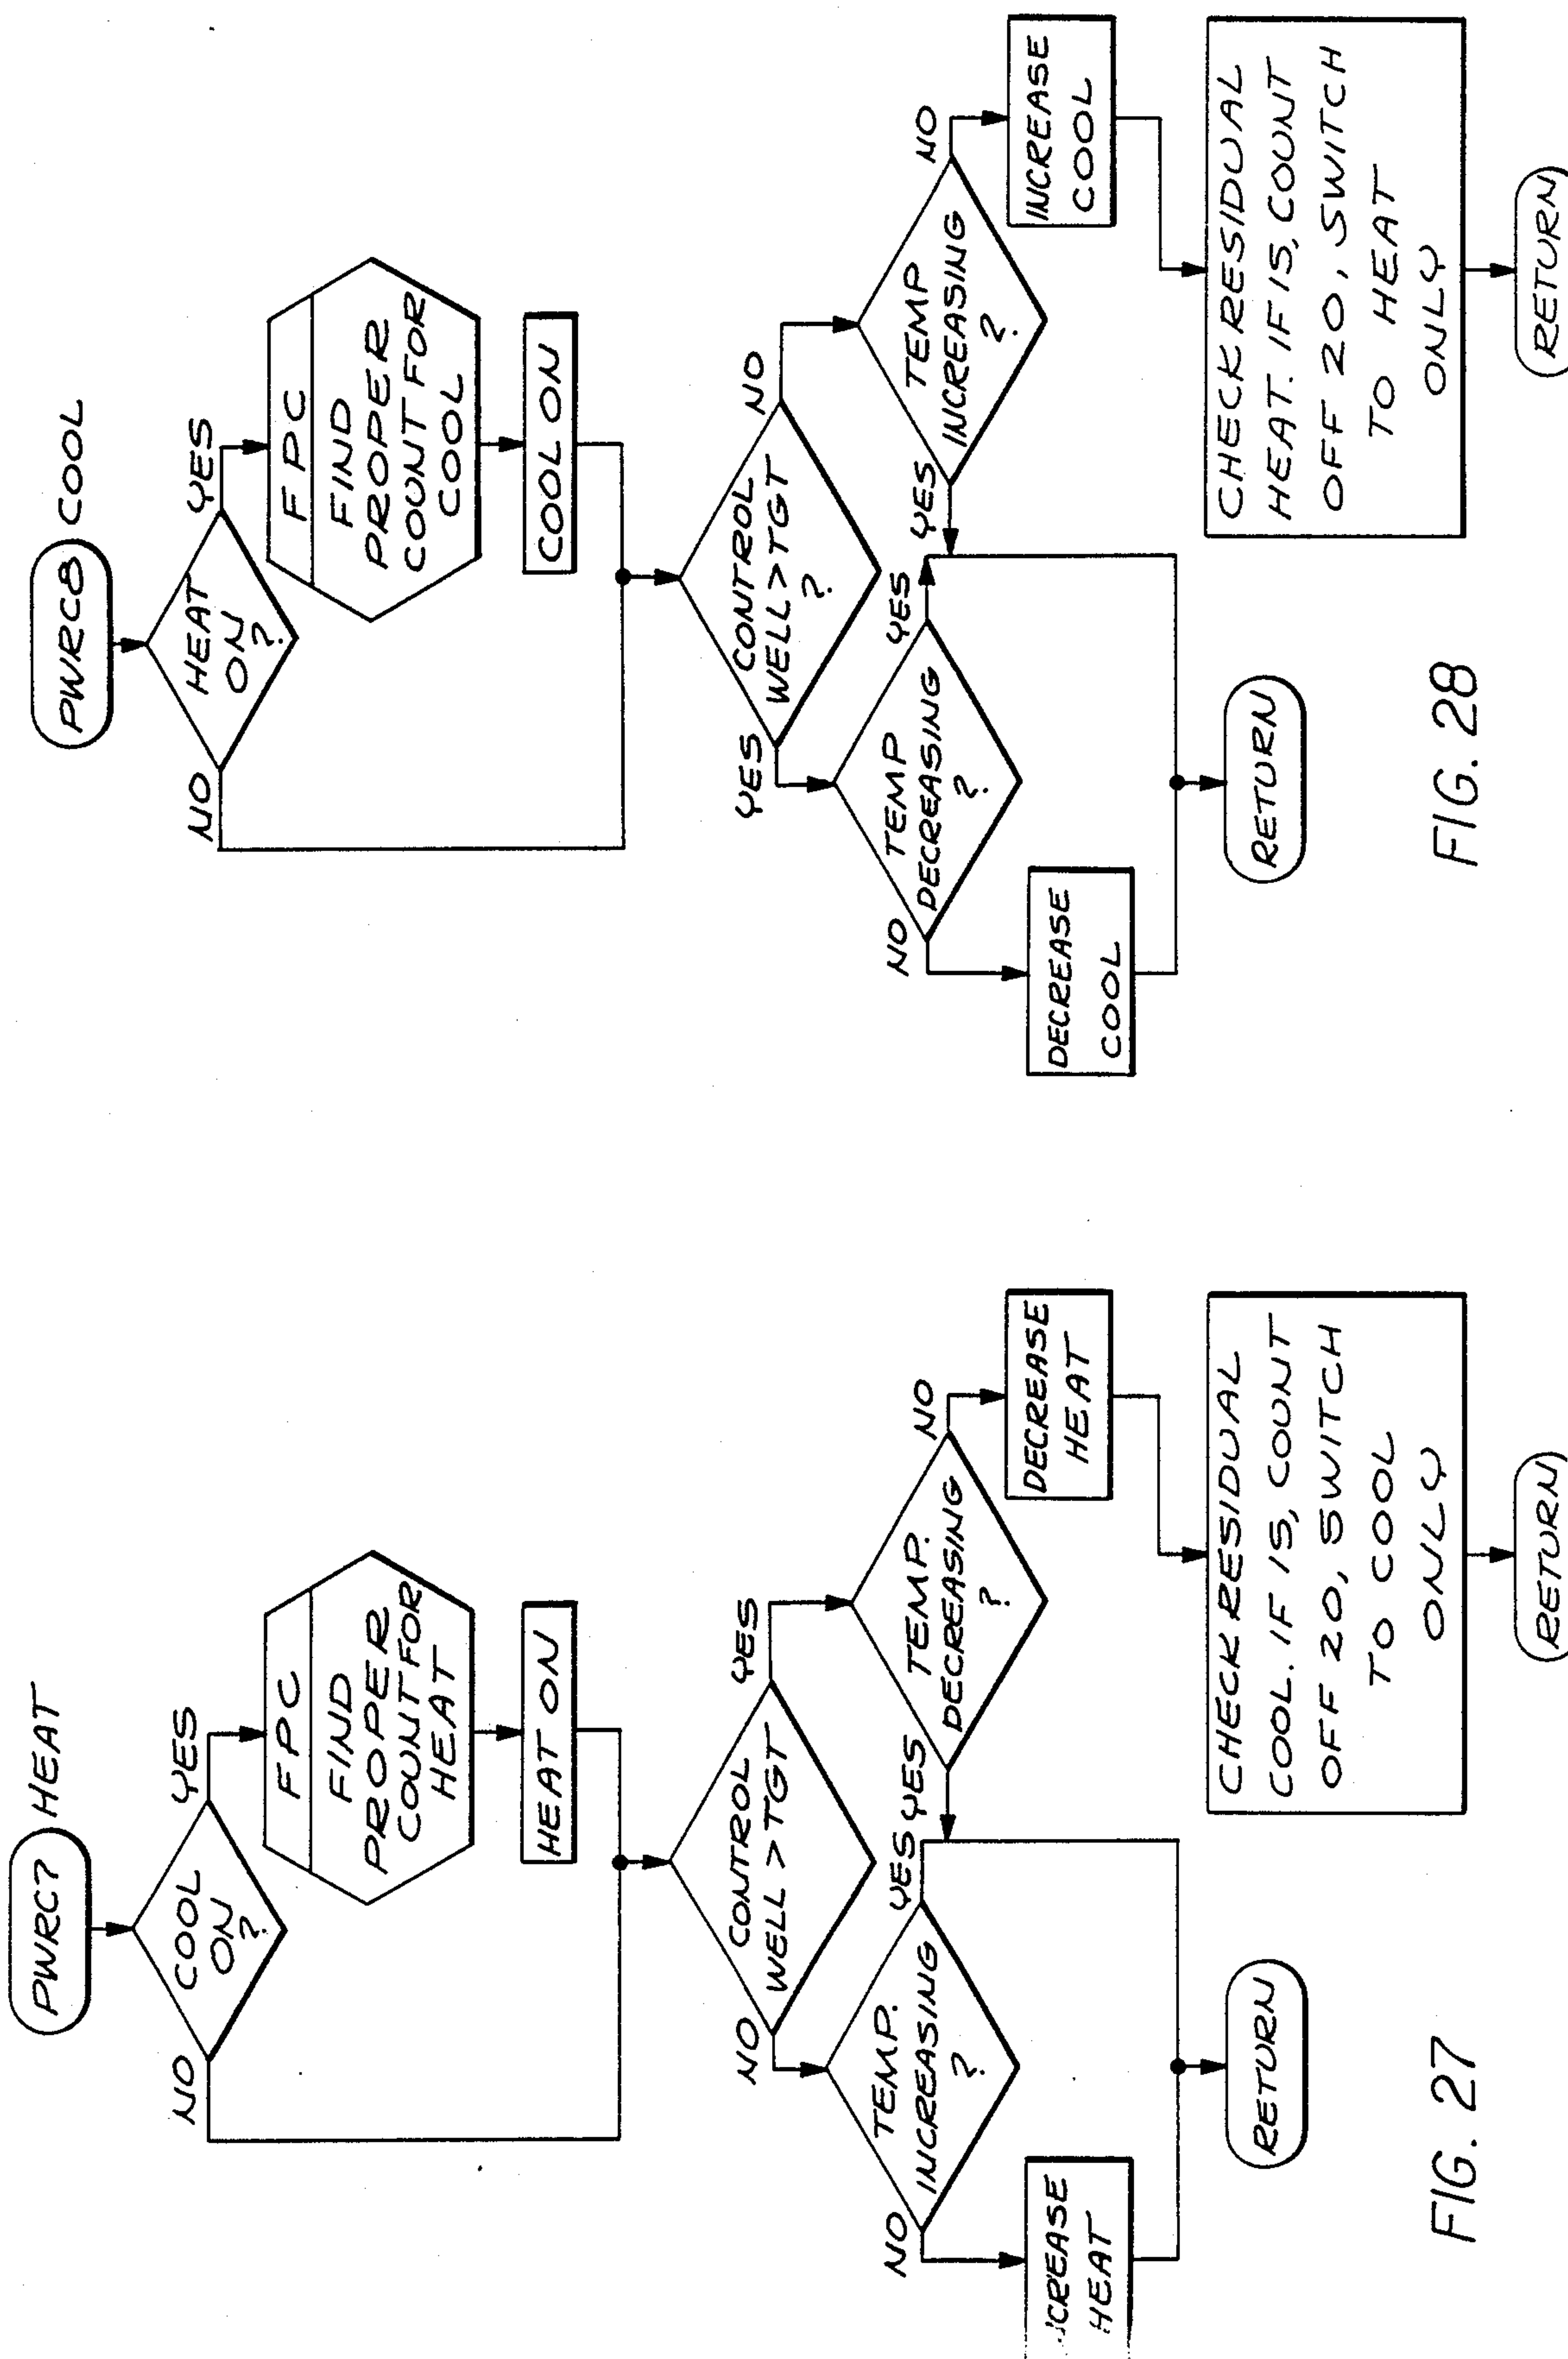 PWRC7 HEAT
COOL
ON
?
NO
YES
FPC
FIND
PROPER
COUNT FOR
HEAT
HEAT ON
CONTROL
WELL > TGT
?
NO
YES
TEMP.
INCREASING
?
NO
YES
TEMP.
DECREASING
?
YES
NO
HEAT
DECREASE
HEAT
CHECK RESIDUAL
COOL. IF IS, COUNT
OFF 20, SWITCH
TO COOL
ONLY
RETURN
RETURN
FIG. 27
PWRC8 COOL
HEAT
ON
?
NO
YES
FPC
FIND
PROPER
COUNT FOR
COOL
COOL ON
CONTROL
WELL > TGT
?
YES
NO
TEMP
DECREASING
?
NO
YES
TEMP
INCREASING
?
YES
NO
DECREASE
COOL
INCREASE
COOL
CHECK RESIDUAL
HEAT. IF IS, COUNT
OFF 20, SWITCH
TO HEAT
ONLY
RETURN
RETURN
FIG. 28